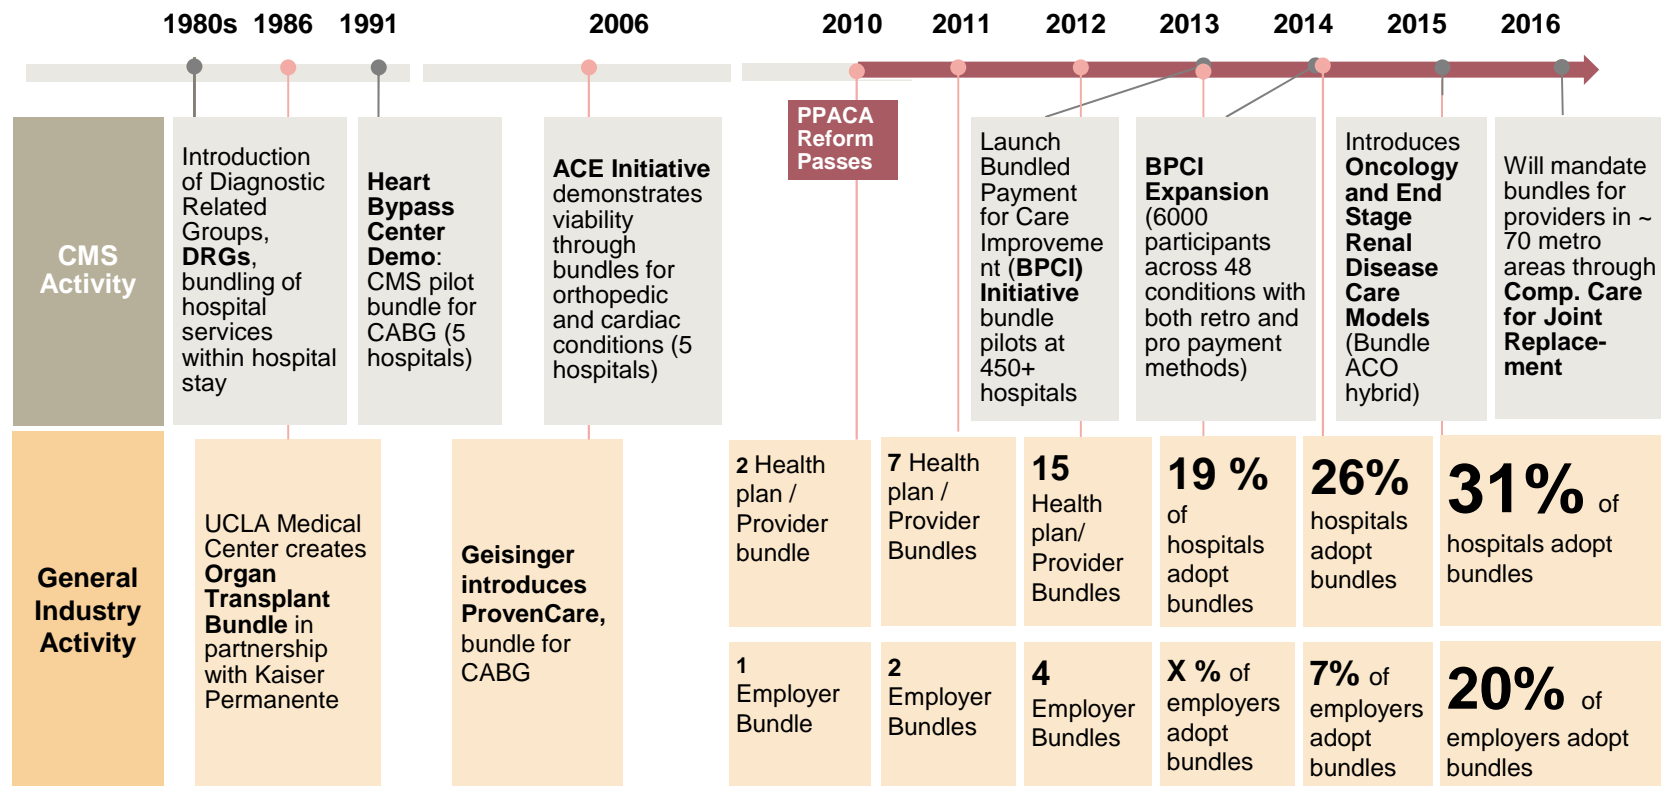 1980s 1986 1991 2006 2010 2011 2012 2013 2014 2015 2016
PPACA
Reform
Passes
CMS
Activity
Introduction
of Diagnostic
Related
Groups,
DRGs,
bundling of
hospital
services
within hospital
stay
Heart
Bypass
Center
Demo:
CMS pilot
bundle for
CABG (5
hospitals)
ACE Initiative
demonstrates
viability
through
bundles for
orthopedic
and cardiac
conditions (5
hospitals)
Launch
Bundled
Payment
for Care
Improveme
nt (BPCI)
Initiative
bundle
pilots at
450+
hospitals
BPCI
Expansion
(6000
participants
across 48
conditions with
both retro and
pro payment
methods)
Introduces
Oncology
and End
Stage
Renal
Disease
Care
Models
(Bundle
ACO
hybrid)
Will mandate
bundles for
providers in ~
70 metro
areas through
Comp. Care
for Joint
Replace-
ment
General
Industry
Activity
UCLA Medical
Center creates
Organ
Transplant
Bundle in
partnership
with Kaiser
Permanente
Geisinger
introduces
ProvenCare,
bundle for
CABG
2 Health
plan /
Provider
bundle
7 Health
plan /
Provider
Bundles
15
Health
plan/
Provider
Bundles
19 %
of
hospitals
adopt
bundles
26%
hospitals
adopt
bundles
31% of
hospitals adopt
bundles
1
Employer
Bundle
2
Employer
Bundles
4
Employer
Bundles
X % of
employers
adopt
bundles
7% of
employers
adopt
bundles
20% of
employers adopt
bundles